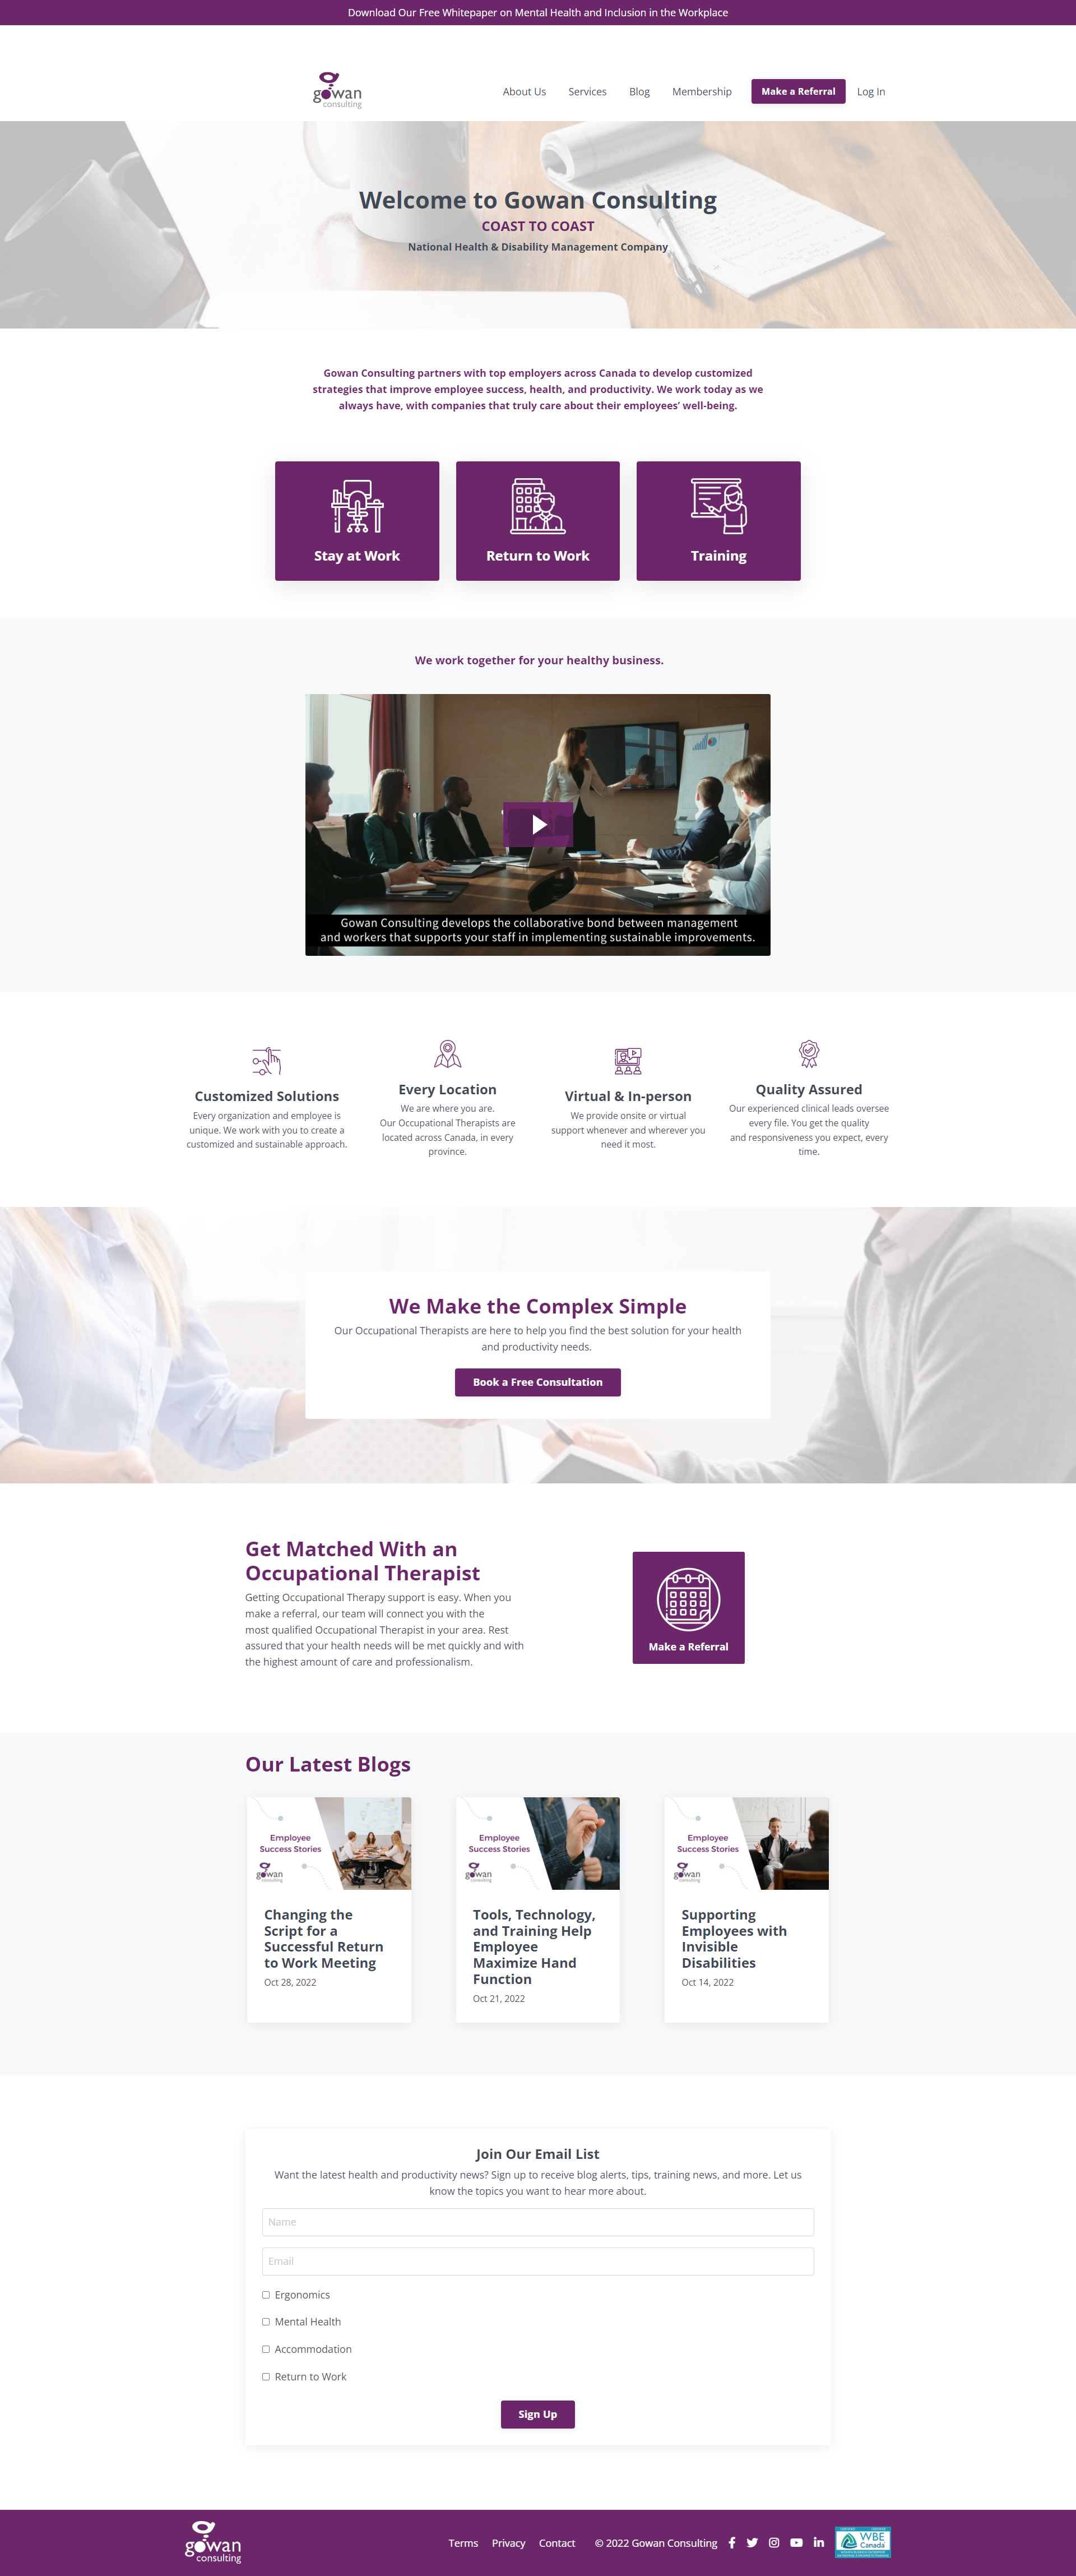 Download Our Free Whitepaper on Mental Health and Inclusion in the Workplace
gowan
consulting
About Us
Services
Blog
Membership
Make a Referral
Log In
Welcome to Gowan Consulting
COAST TO COAST
National Health & Disability Management Company
Gowan Consulting partners with top employers across Canada to develop customized
strategies that improve employee success, health, and productivity. We work today as we
always have, with companies that truly care about their employees’ well-being.
Stay at Work
Return to Work
Training
We work together for your healthy business.
Gowan Consulting develops the collaborative bond between management
and workers that supports your staff in implementing sustainable improvements.
Customized Solutions
Every organization and employee is
unique. We work with you to create a
customized and sustainable approach.
Every Location
We are where you are.
Our Occupational Therapists are
located across Canada, in every
province.
Virtual & In-person
We provide onsite or virtual
support whenever and wherever you
need it most.
Quality Assured
Our experienced clinical leads oversee
every file. You get the quality
and responsiveness you expect, every
time.
We Make the Complex Simple
Our Occupational Therapists are here to help you find the best solution for your health
and productivity needs.
Book a Free Consultation
Get Matched With an
Occupational Therapist
Getting Occupational Therapy support is easy. When you
make a referral, our team will connect you with the
most qualified Occupational Therapist in your area. Rest
assured that your health needs will be met quickly and with
the highest amount of care and professionalism.
Make a Referral
Our Latest Blogs
Employee
Success Stories
gowan
consulting
Changing the
Script for a
Successful Return
to Work Meeting
Oct 28, 2022
Employee
Success Stories
gowan
consulting
Tools, Technology,
and Training Help
Employee
Maximize Hand
Function
Oct 21, 2022
Employee
Success Stories
gowan
consulting
Supporting
Employees with
Invisible
Disabilities
Oct 14, 2022
Join Our Email List
Want the latest health and productivity news? Sign up to receive blog alerts, tips, training news, and more. Let us
know the topics you want to hear more about.
Name
Email
Ergonomics
Mental Health
Accommodation
Return to Work
Sign Up
gowan
consulting
Terms
Privacy
Contact
© 2022 Gowan Consulting
WBE
Canada